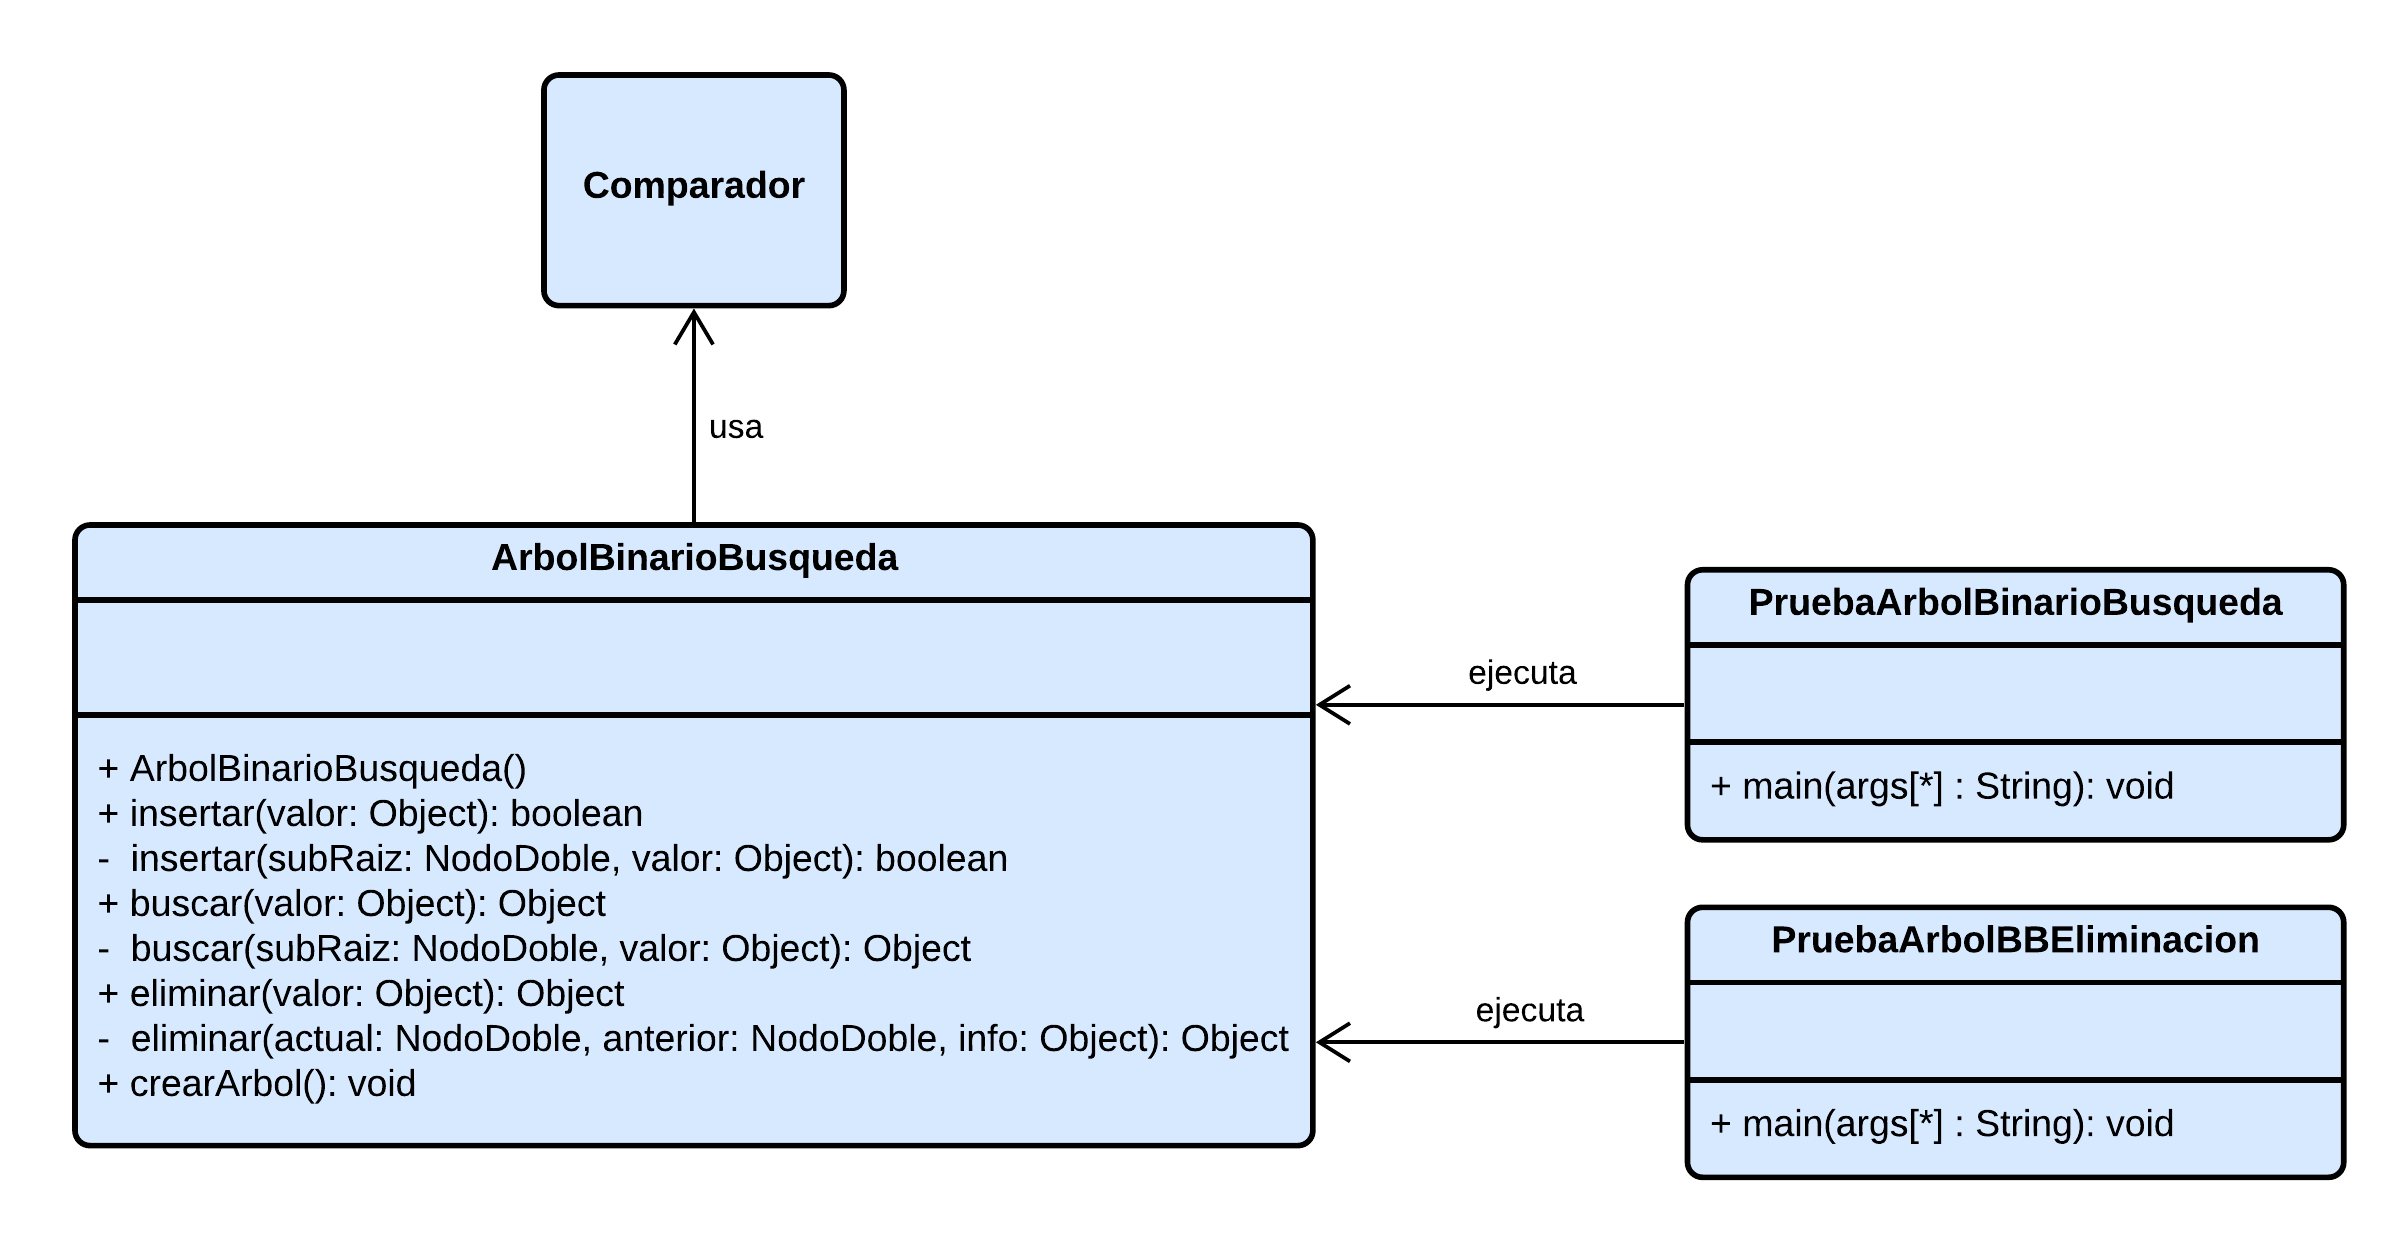 Comparador
usa
ArbolBinarioBusqueda
+ ArbolBinarioBusqueda()
+ insertar(valor: Object): boolean
- insertar(subRaiz: NodoDoble, valor: Object): boolean
+ buscar(valor: Object): Object
- buscar(subRaiz: NodoDoble, valor: Object): Object
+ eliminar(valor: Object): Object
- eliminar(actual: NodoDoble, anterior: NodoDoble, info: Object): Object
+ crearArbol(): void
ejecuta
PruebaArbolBinarioBusqueda
+ main(args[*] : String): void
ejecuta
PruebaArbolBBEliminacion
+ main(args[*] : String): void